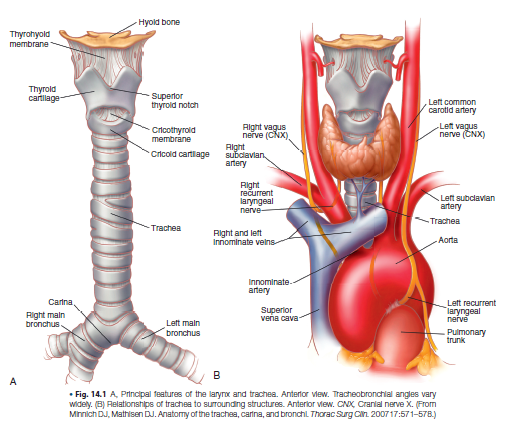 Hyoid bone
Thyrohyoid
membrane
Thyroid
cartilage
Superior
thyroid notch
Cricothyroid
membrane
Cricoid cartilage
Trachea
Carina
Right main
bronchus
Left main
bronchus
A
Left common
carotid artery
Left vagus
nerve (CNX)
Right vagus
nerve (CNX)
Right
subclavian
artery
Right
recurrent
laryngeal
nerve
Left subclavian
artery
Trachea
Right and left
innominate veins
Aorta
Innominate
artery
Superior
vena cava
Left recurrent
laryngeal
nerve
Pulmonary
trunk
B
• Fig. 14.1 A, Principal features of the larynx and trachea. Anterior view. Tracheobronchial angles vary
widely. (B) Relationships of trachea to surrounding structures. Anterior view. CNX, Cranial nerve X. (From
Minnich DJ, Mathisen DJ. Anatomy of the trachea, carina, and bronchi. Thorac Surg Clin. 200717:571–578.)